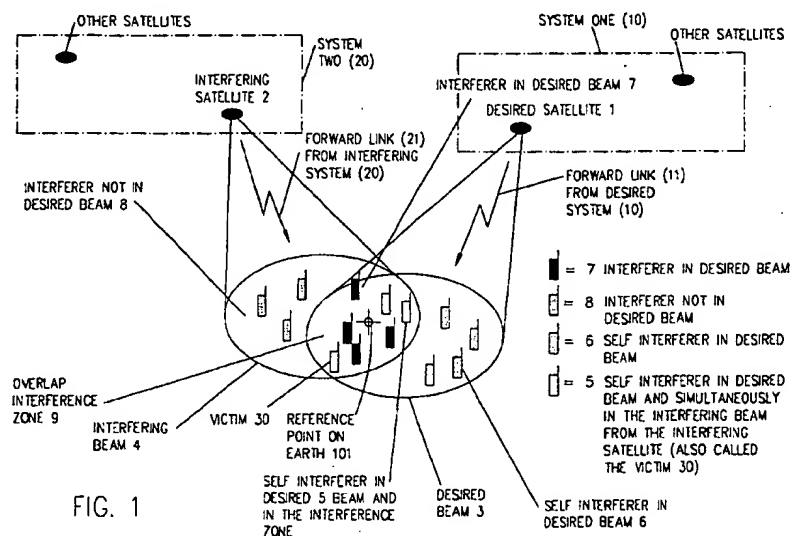 OTHER SATELLITES
SYSTEM
TWO (20)
INTERFERING
SATELLITE 2
SYSTEM ONE (10)
OTHER SATELLITES
INTERFERER IN DESIRED BEAM 7
DESIRED SATELLITE 1
FORWARD LINK (21)
FROM INTERFERING
SYSTEM (20)
FORWARD LINK (11)
FROM DESIRED
SYSTEM (10)
INTERFERER NOT IN
DESIRED BEAM 8
= 7 INTERFERER IN DESIRED BEAM
= 8 INTERFERER NOT IN
DESIRED BEAM
= 6 SELF INTERFERER IN DESIRED
BEAM
= 5 SELF INTERFERER IN DESIRED
BEAM AND SIMULTANEOUSLY
IN THE INTERFERING BEAM
FROM THE INTERFERING
SATELLITE (ALSO CALLED
THE VICTIM 30)
OVERLAP
INTERFERENCE
ZONE 9
INTERFERING
BEAM 4
VICTIM 30
REFERENCE
POINT ON
EARTH 101
SELF INTERFERER IN
DESIRED 5 BEAM AND
IN THE INTERFERENCE
ZONE
DESIRED
BEAM 3
SELF INTERFERER IN
DESIRED BEAM 6
FIG. 1